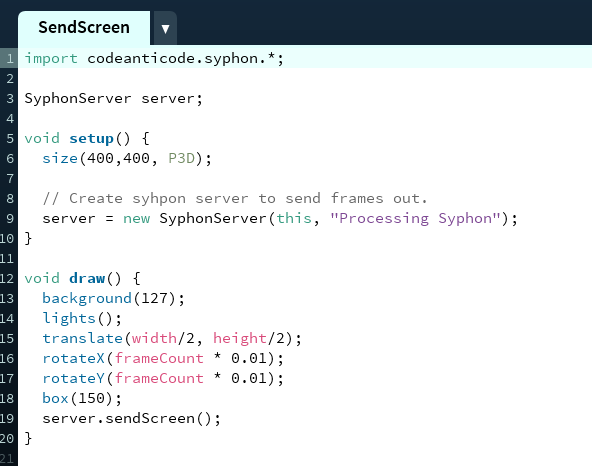 SendScreen ▼
1 import codeanticode.syphon.*;
2
3 SyphonServer server;
4
5 void setup() {
6   size(400,400, P3D);
7
8   // Create syhpon server to send frames out.
9   server = new SyphonServer(this, "Processing Syphon");
10 }
11
12 void draw() {
13   background(127);
14   lights();
15   translate(width/2, height/2);
16   rotateX(frameCount * 0.01);
17   rotateY(frameCount * 0.01);
18   box(150);
19   server.sendScreen();
20 }
21